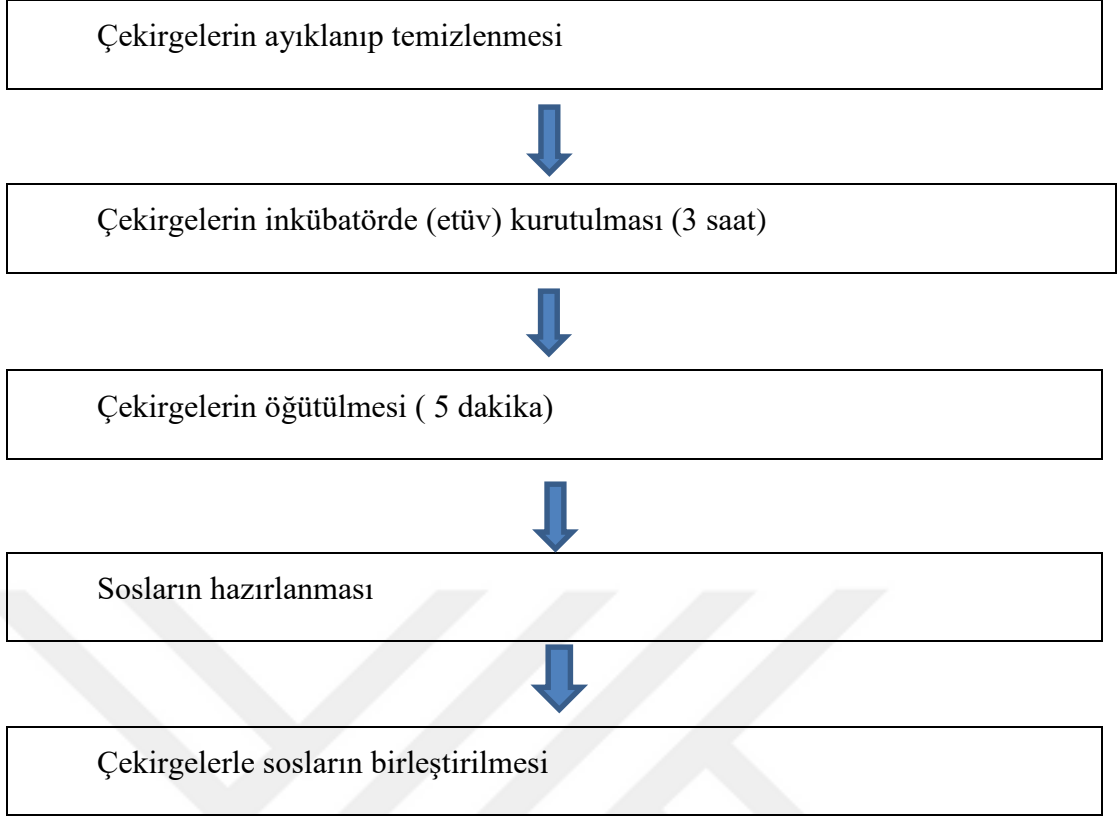 Çekirgelerin ayıklanıp temizlenmesi
Çekirgelerin inkübatörde (etüv) kurutulması (3 saat)
Çekirgelerin öğütülmesi ( 5 dakika)
Sosların hazırlanması
Çekirgelerle sosların birleştirilmesi